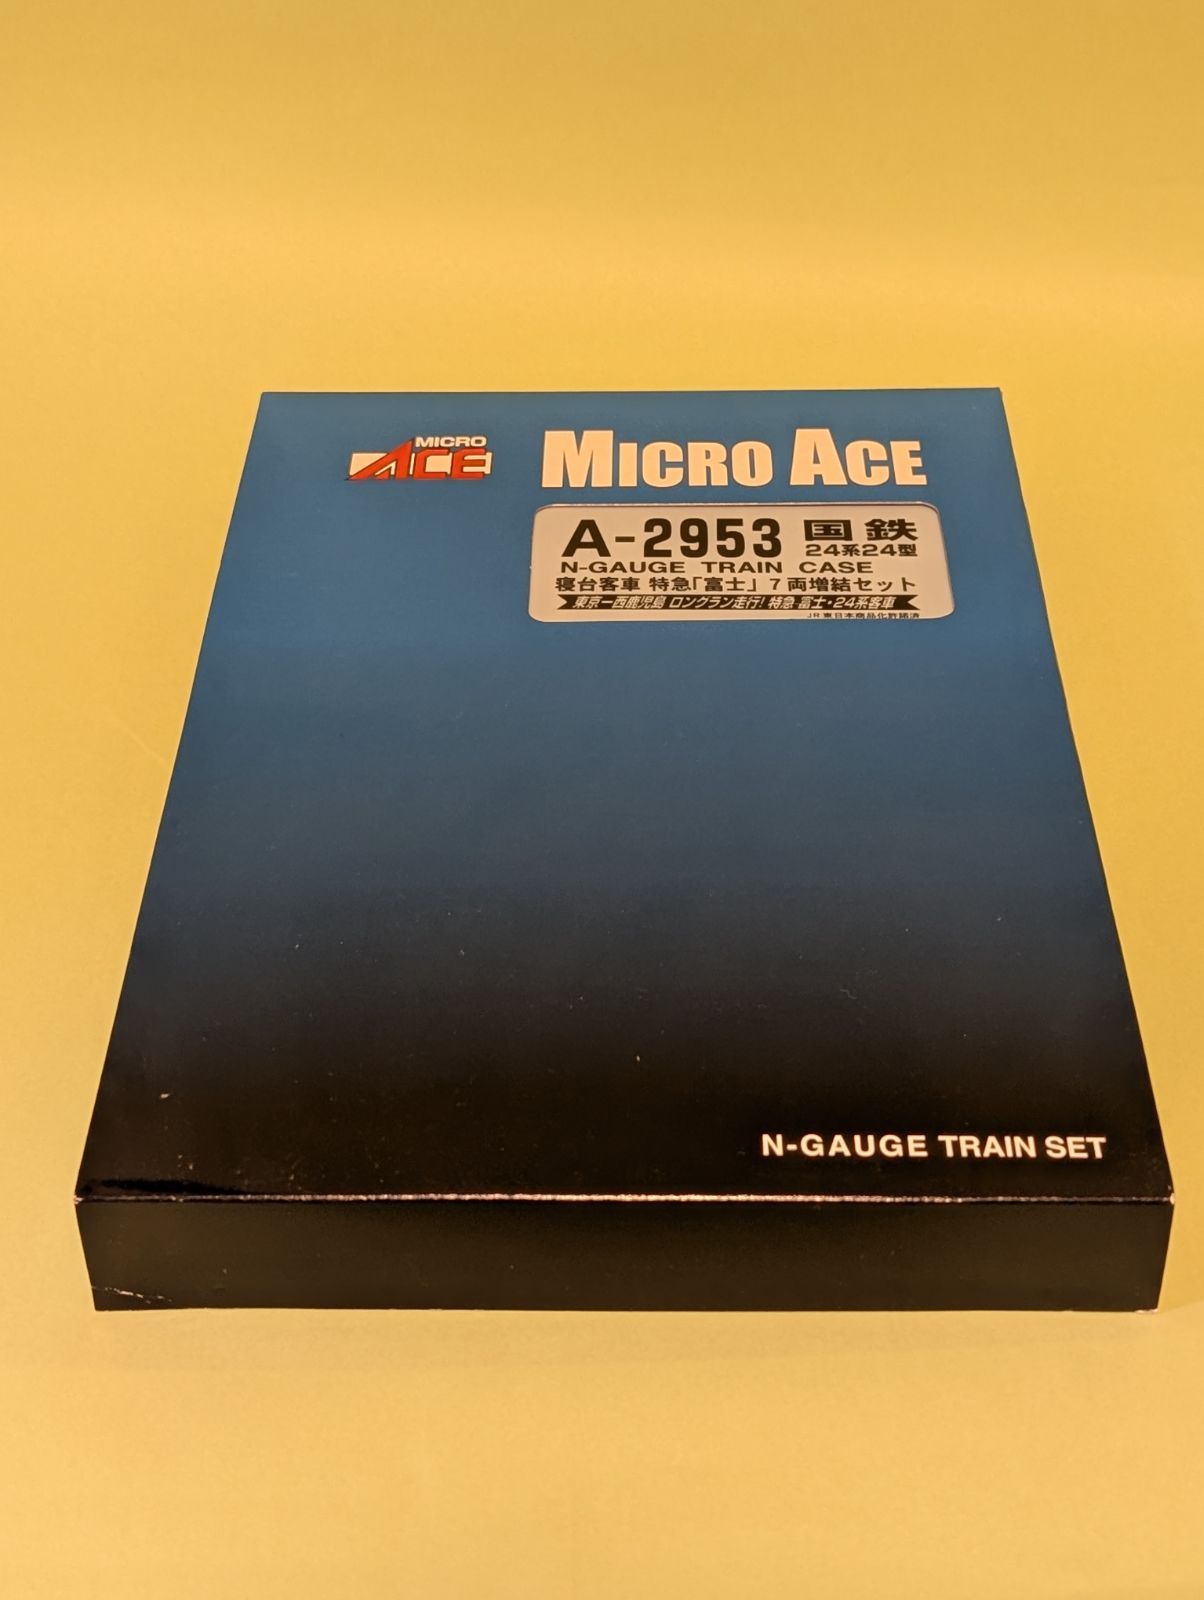 MICRO
ACE
MICRO ACE
A-2953 国鉄
24系24型
N-GAUGE TRAIN CASE
寝台客車 特急「富士」7両増結セット
東京ー西鹿児島 ロングラン走行! 特急 富士・24系客車
JR東日本商品化許諾済
N-GAUGE TRAIN SET